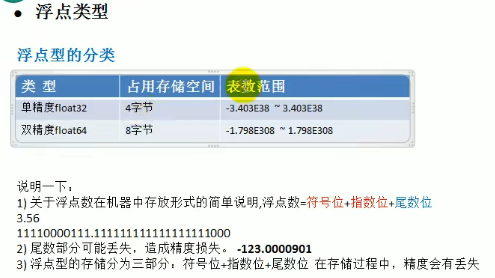 • 浮点类型
浮点型的分类
类 型 占用存储空间 表数范围
单精度float32 4字节 -3.403E38 ~ 3.403E38
双精度float64 8字节 -1.798E308 ~ 1.798E308
说明一下：
1) 关于浮点数在机器中存放形式的简单说明,浮点数=符号位+指数位+尾数位
3.56
11110000111.111111111111111111111000
2) 尾数部分可能丢失，造成精度损失。 -123.0000901
3) 浮点型的存储分为三部分：符号位+指数位+尾数位 在存储过程中，精度会有丢失